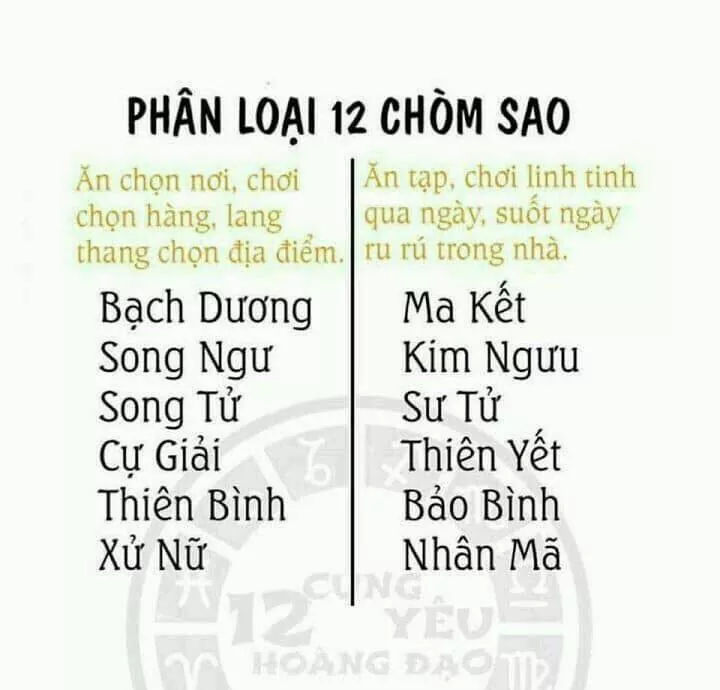 PHÂN LOẠI 12 CHÒM SAO
Ăn chọn nơi, chơi
chọn hàng, lang
thang chọn địa điểm.
Bạch Dương
Song Ngư
Song Tử
Cự Giải
Thiên Bình
Xử Nữ
Ăn tạp, chơi linh tinh
qua ngày, suốt ngày
ru rú trong nhà.
Ma Kết
Kim Ngưu
Sư Tử
Thiên Yết
Bảo Bình
Nhân Mã
CUNG
12 YÊU
HOÀNG ĐẠO